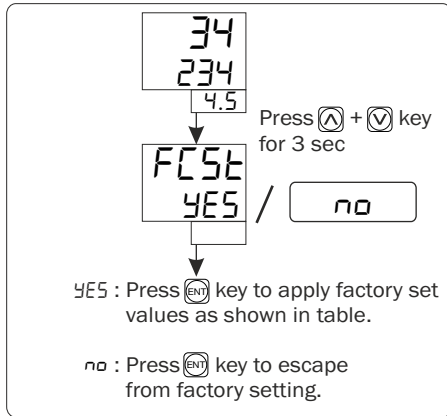 34
234
4.5
Press ∧ + ∨ key
for 3 sec
FCSt
YES / no
YES : Press ENT key to apply factory set
values as shown in table.
no : Press ENT key to escape
from factory setting.